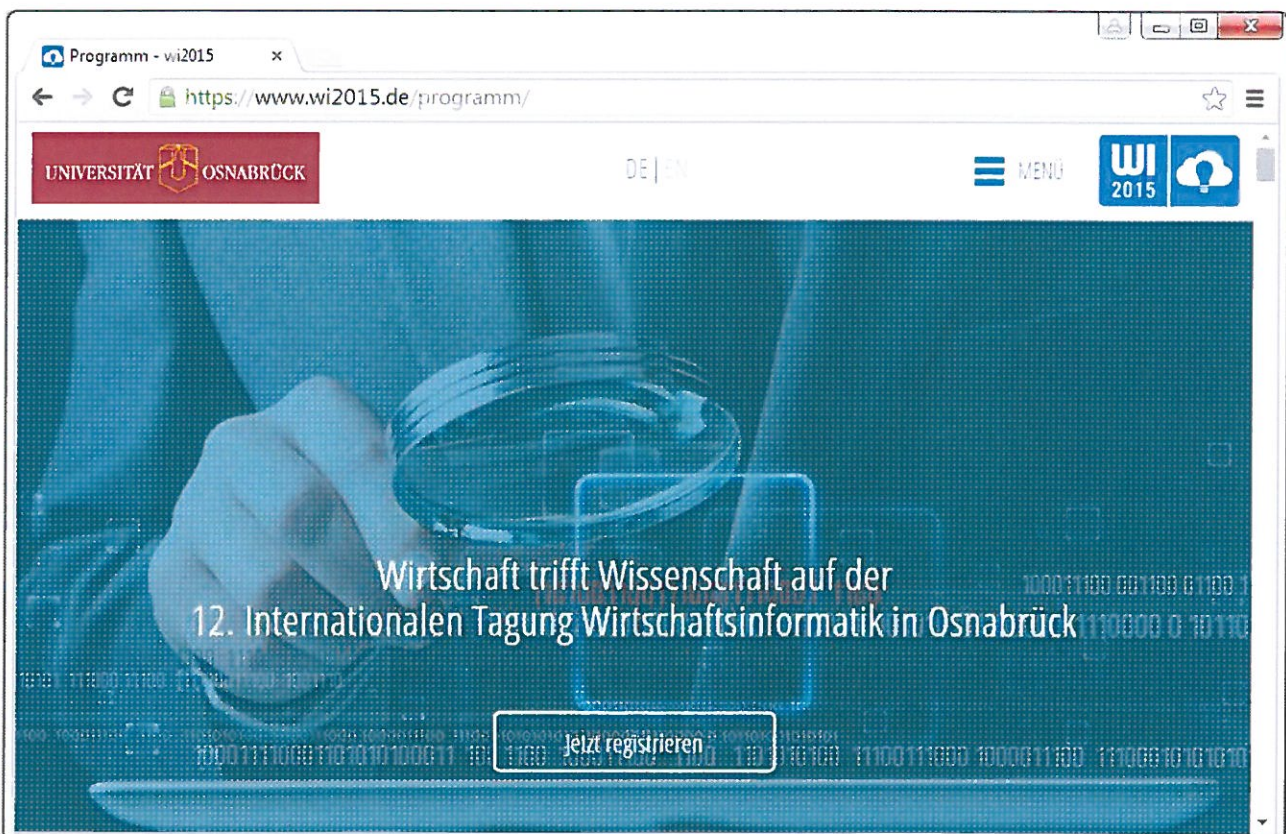 Programm - wi2015
https://www.wi2015.de/programm/
UNIVERSITÄT OSNABRÜCK
DE | EN
MENÜ
WI
2015
Wirtschaft trifft Wissenschaft auf der
12. Internationalen Tagung Wirtschaftsinformatik in Osnabrück
Jetzt registrieren